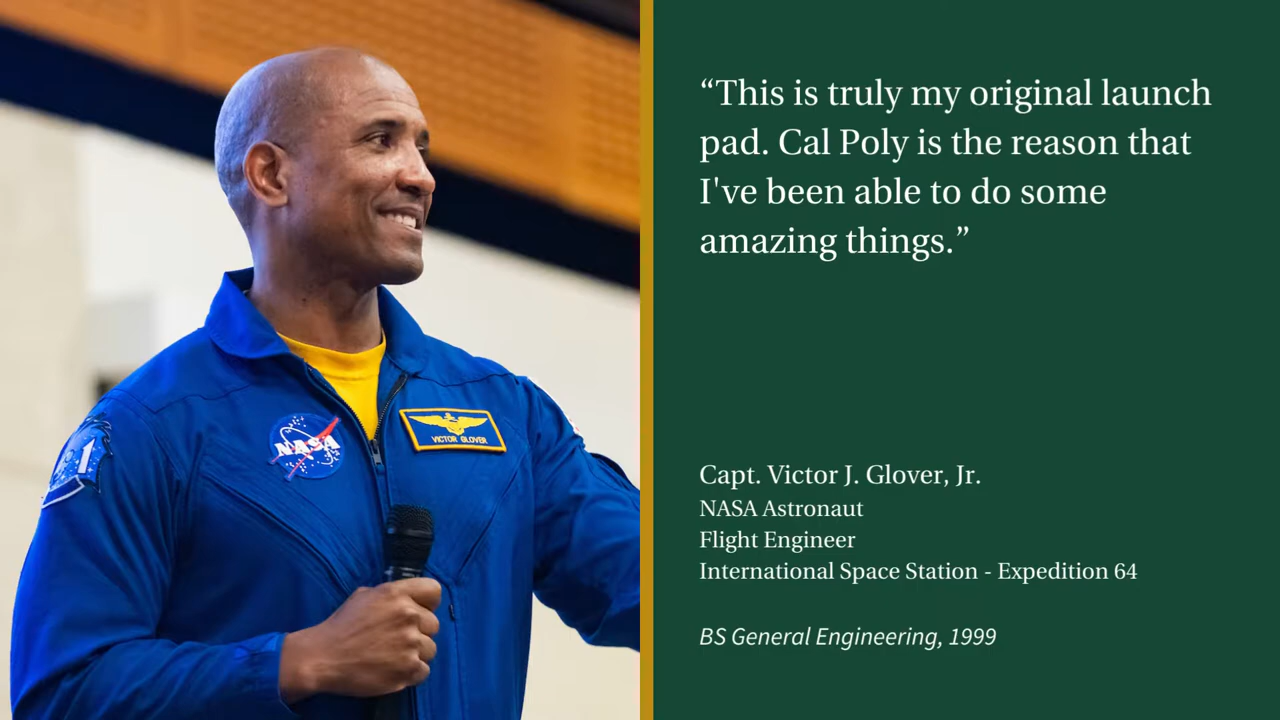 NASA
VICTOR GLOVER
1
“This is truly my original launch
pad. Cal Poly is the reason that
I've been able to do some
amazing things.”
Capt. Victor J. Glover, Jr.
NASA Astronaut
Flight Engineer
International Space Station - Expedition 64
BS General Engineering, 1999